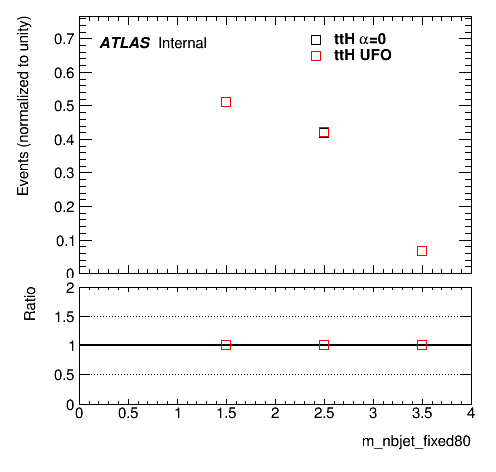 ATLAS Internal
ttH α=0
ttH UFO
Events (normalized to unity)
0.7
0.6
0.5
0.4
0.3
0.2
0.1
0
Ratio
2
1.5
1
0.5
0
0 0.5 1 1.5 2 2.5 3 3.5 4
m_nbjet_fixed80